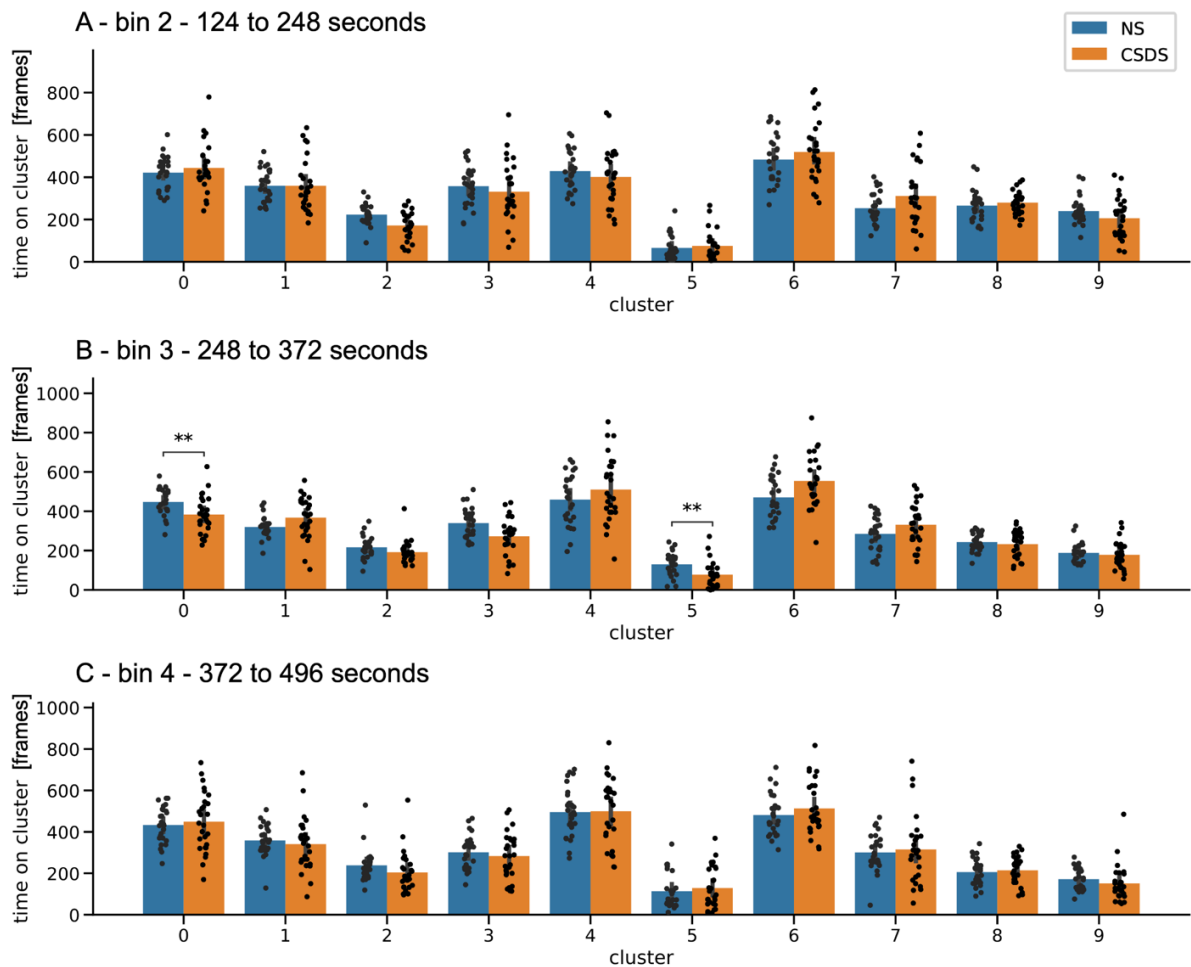 A - bin 2 - 124 to 248 seconds
NS
CSDS
time on cluster [frames]
800
600
400
200
0
0 1 2 3 4 5 6 7 8 9
cluster
B - bin 3 - 248 to 372 seconds
time on cluster [frames]
1000
800
600
400
200
0
**
**
0 1 2 3 4 5 6 7 8 9
cluster
C - bin 4 - 372 to 496 seconds
time on cluster [frames]
1000
800
600
400
200
0
0 1 2 3 4 5 6 7 8 9
cluster